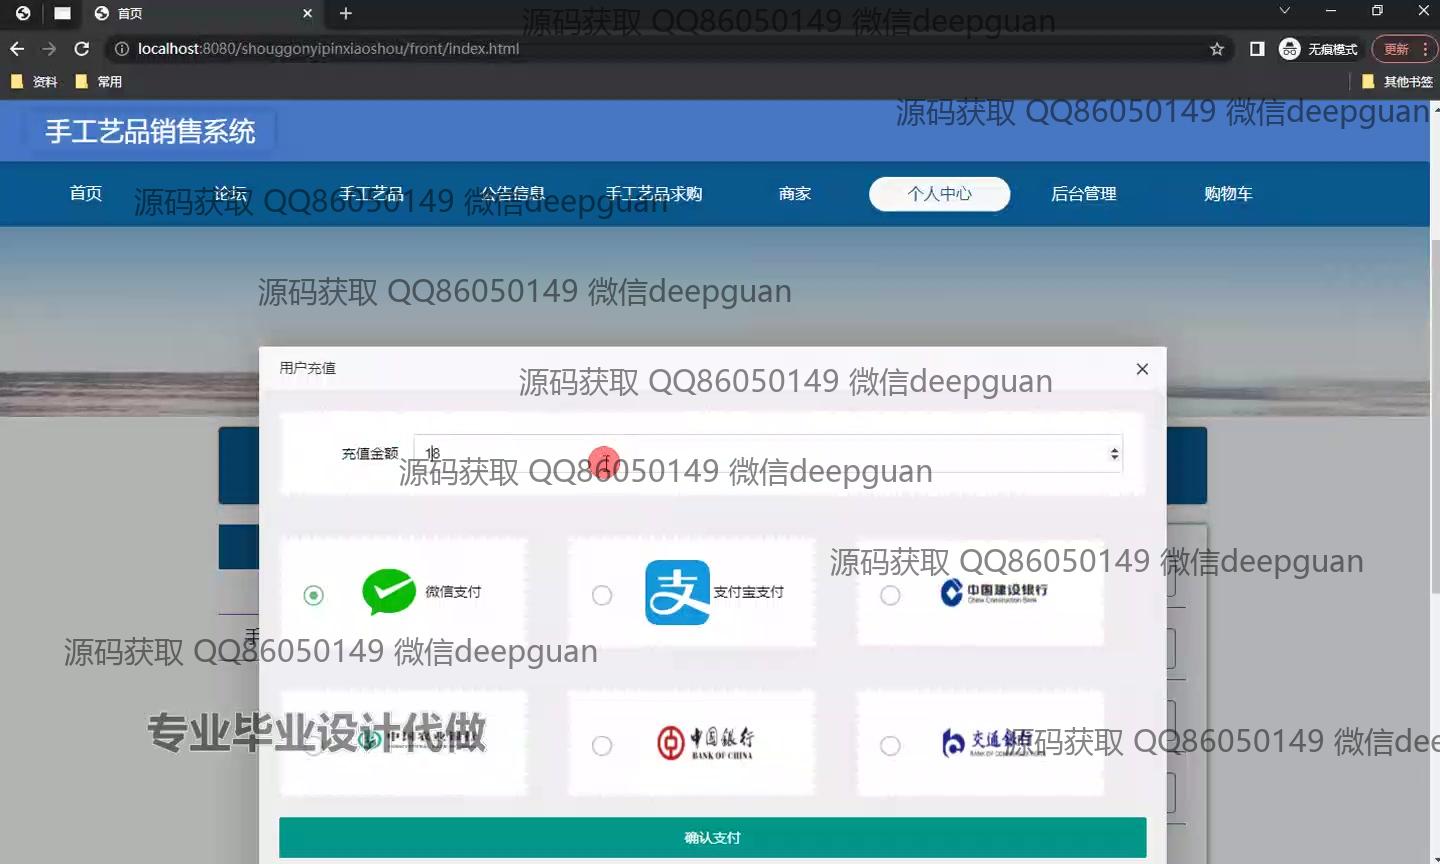 首页
源码获取 QQ86050149 微信deepguan
localhost:8080/shouggonyipinxiaoshou/front/index.html
无痕模式
更新
资料
常用
其他书签
手工艺品销售系统
源码获取 QQ86050149 微信deepguan
首页 论坛 手工艺品 公告信息 手工艺品求购 商家 个人中心 后台管理 购物车
源码获取 QQ86050149 微信deepguan
源码获取 QQ86050149 微信deepguan
用户充值
源码获取 QQ86050149 微信deepguan
充值金额 18
源码获取 QQ86050149 微信deepguan
源码获取 QQ86050149 微信deepguan
微信支付
支 支付宝支付
中国建设银行
China Construction Bank
手
源码获取 QQ86050149 微信deepguan
专业毕业设计代做
中国农业银行
中国银行
BANK OF CHINA
交通银行
源码获取 QQ86050149 微信dee
确认支付